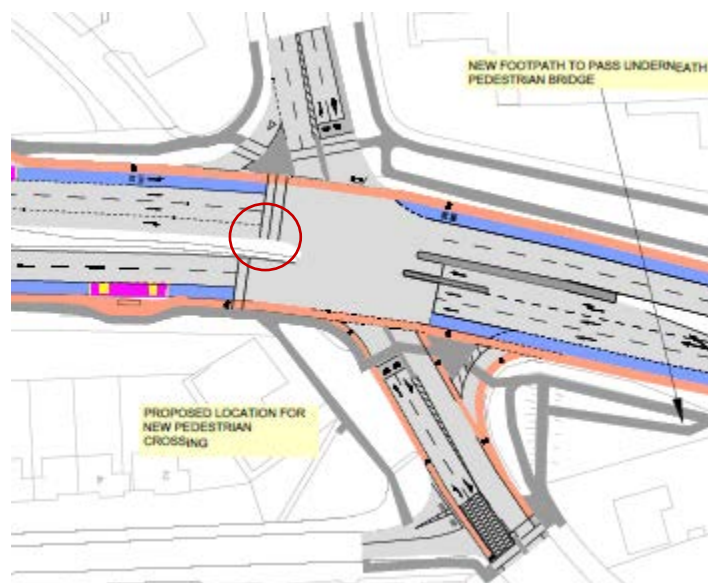 NEW FOOTPATH TO PASS UNDERNEATH
PEDESTRIAN BRIDGE
PROPOSED LOCATION FOR
NEW PEDESTRIAN
CROSSING